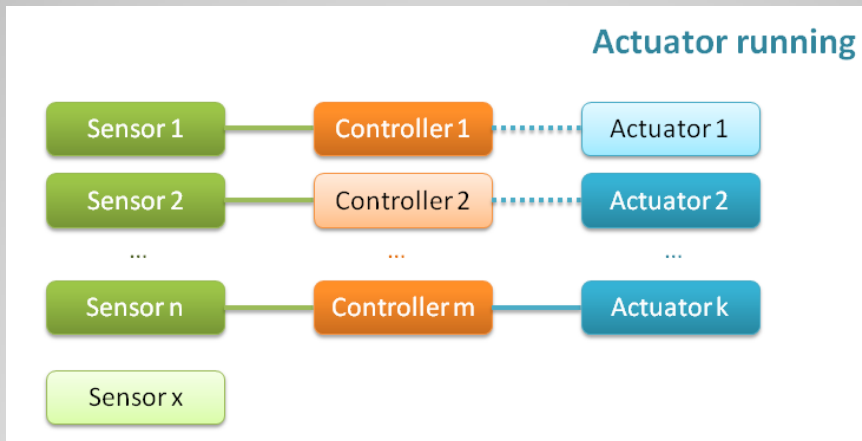 Actuator running
Sensor 1 Controller 1 Actuator 1
Sensor 2 Controller 2 Actuator 2
... ... ...
Sensor n Controller m Actuator k
Sensor x